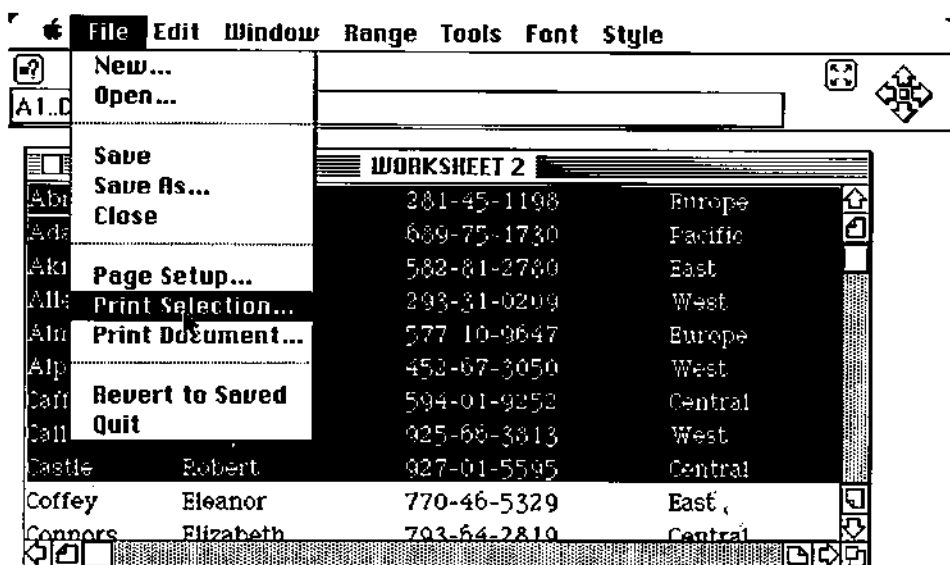 File Edit Window Range Tools Font Style
New...
Open...
A1..D
Save
Save As...
Close
WORKSHEET 2
Page Setup...
Print Selection...
Print Document...
Revert to Saved
Quit
281-45-1198 Europe
689-75-1730 Pacific
582-81-2780 East
293-31-0209 West
577 10-9647 Europe
452-67-3050 West
594-01-9252 Central
925-66-3813 West
Castle Robert 927-01-5595 Central
Coffey Eleanor 770-46-5329 East
Connors Elizabeth 793-64-2819 Central